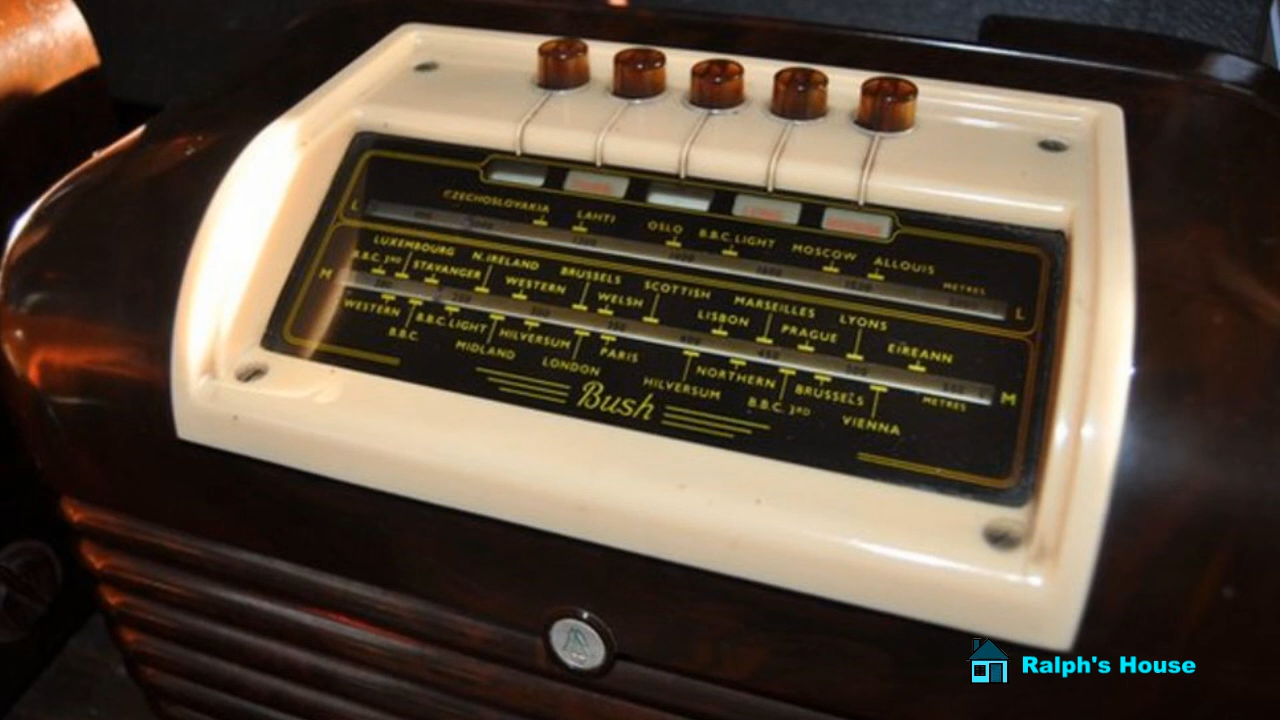 CZECHOSLOVAKIA LAHTI OSLO B.B.C. LIGHT MOSCOW ALLOUIS METRES
L L
LUXEMBOURG N. IRELAND BRUSSELS SCOTTISH MARSEILLES LYONS
B.B.C. 3RD STAVANGER WESTERN WELSH LISBON PRAGUE EIREANN
M M
WESTERN B.B.C. LIGHT HILVERSUM PARIS NORTHERN BRUSSELS METRES
B.B.C. MIDLAND LONDON HILVERSUM B.B.C. 3RD VIENNA
Bush
Ralph's House